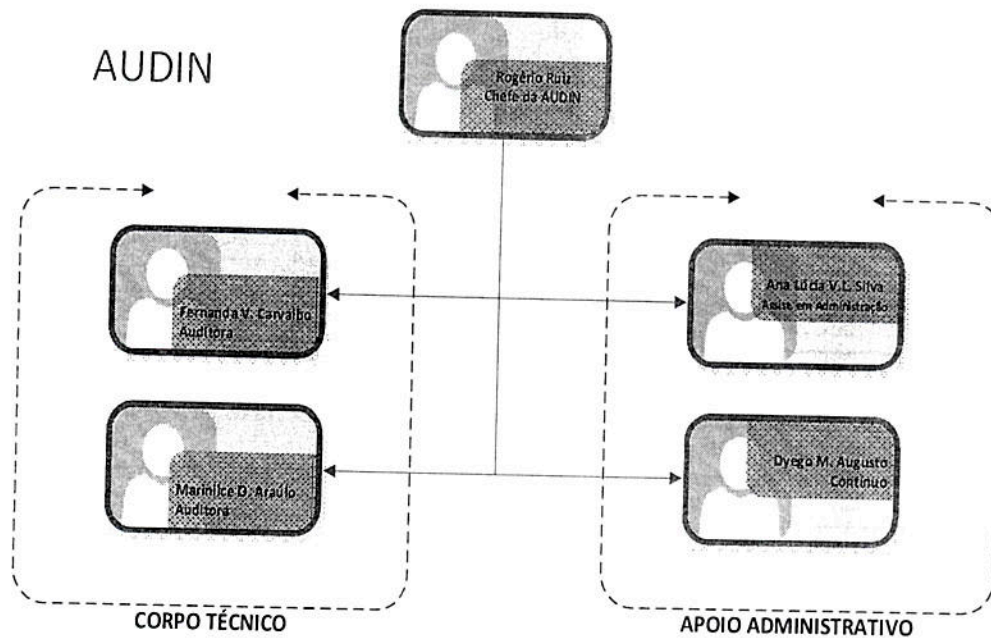 AUDIN
Rogério Ruiz
Chefe da AUDIN
Fernanda V. Carvalho
Auditora
Ana Lúcia V.L. Silva
Assist. em Administração
Marinilce D. Araujo
Auditora
Dyego M. Augusto
Contínuo
CORPO TÉCNICO
APOIO ADMINISTRATIVO